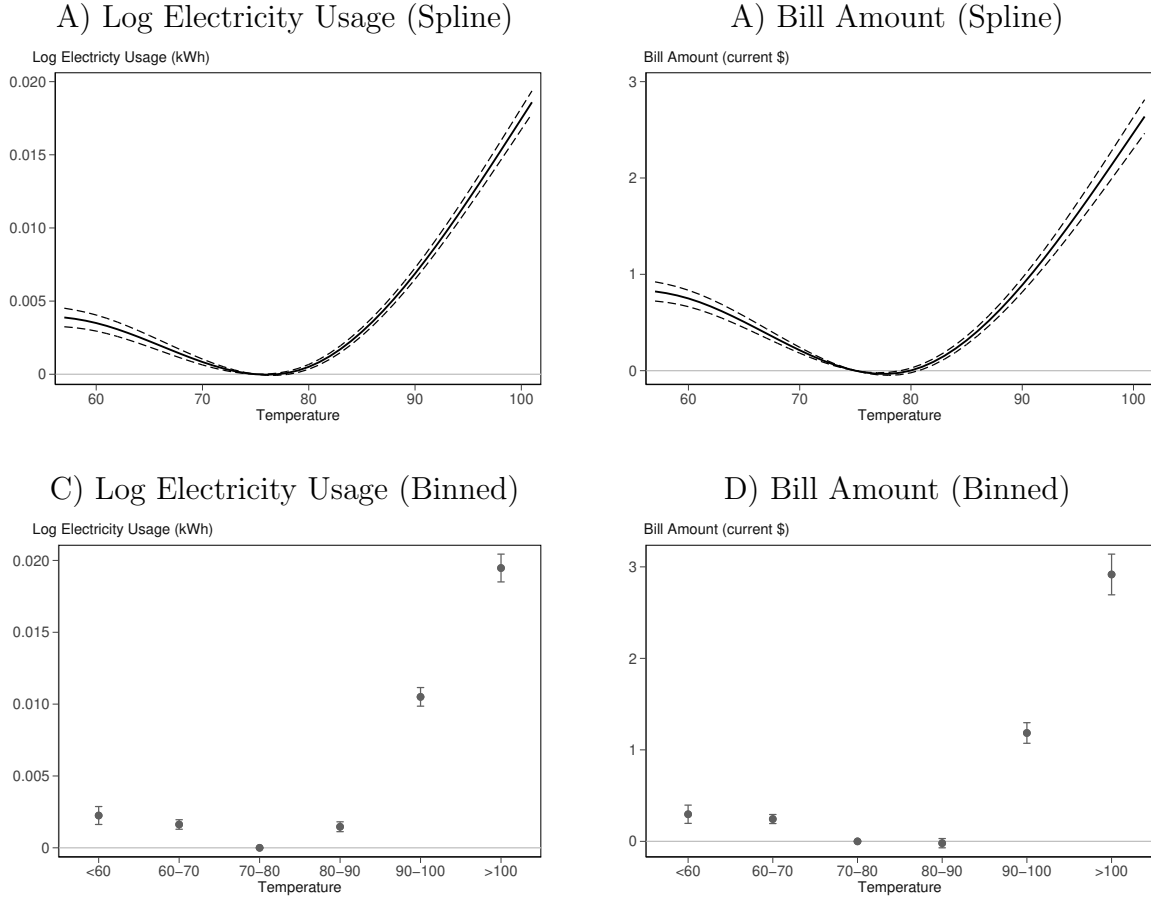 A) Log Electricity Usage (Spline)
Log Electricty Usage (kWh)
0.020
0.015
0.010
0.005
0
60 70 80 90 100
Temperature
A) Bill Amount (Spline)
Bill Amount (current $)
3
2
1
0
60 70 80 90 100
Temperature
C) Log Electricity Usage (Binned)
Log Electricity Usage (kWh)
0.020
0.015
0.010
0.005
0
<60 60−70 70−80 80−90 90−100 >100
Temperature
D) Bill Amount (Binned)
Bill Amount (current $)
3
2
1
0
<60 60−70 70−80 80−90 90−100 >100
Temperature